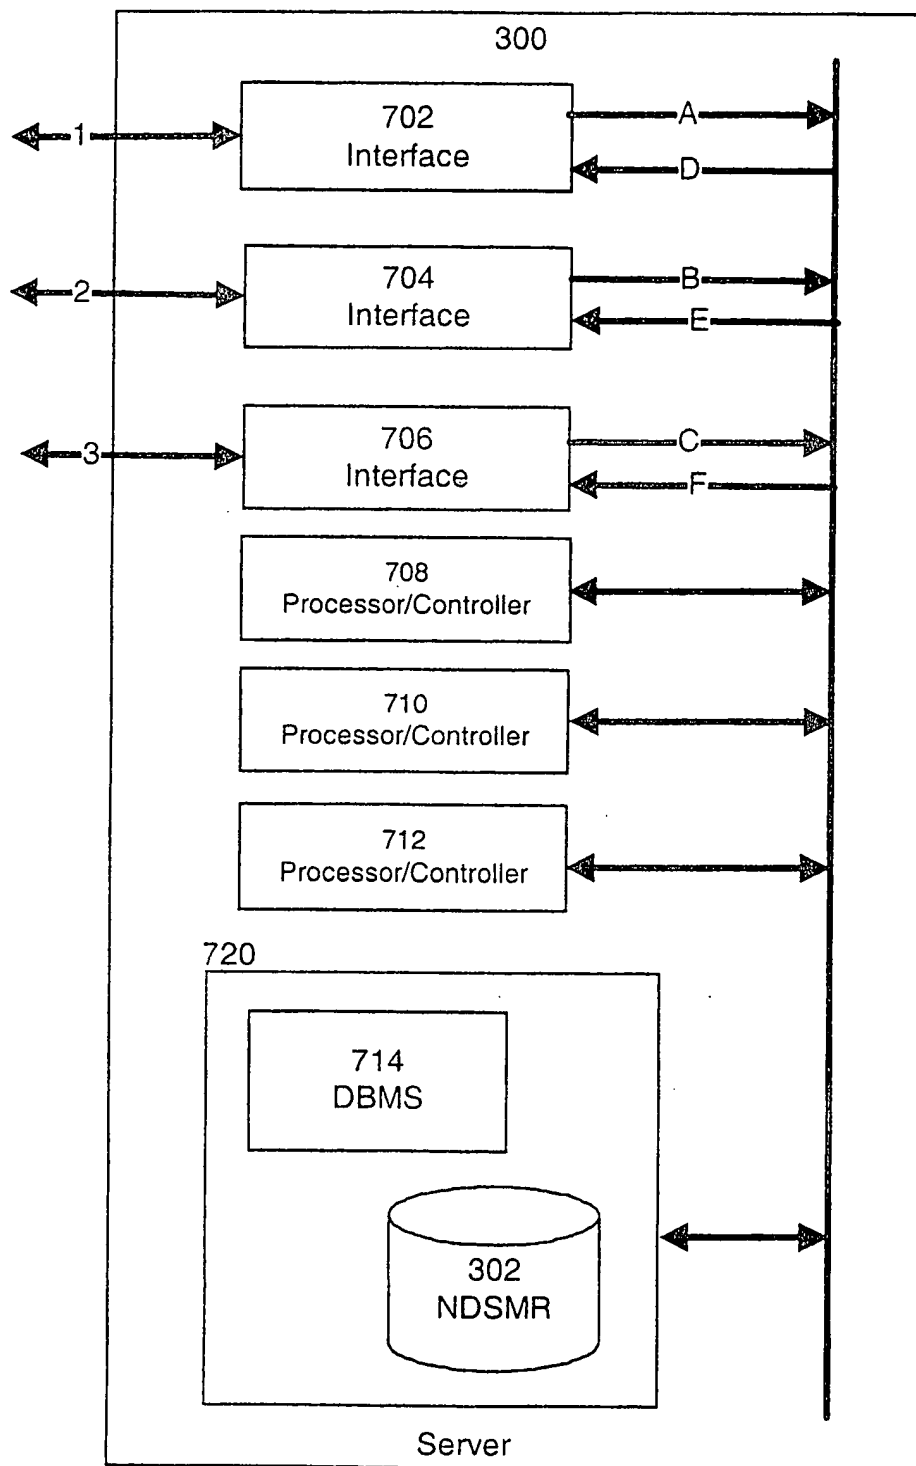 300
702
Interface
1
A
D
704
Interface
2
B
E
706
Interface
3
C
F
708
Processor/Controller
710
Processor/Controller
712
Processor/Controller
720
714
DBMS
302
NDSMR
Server